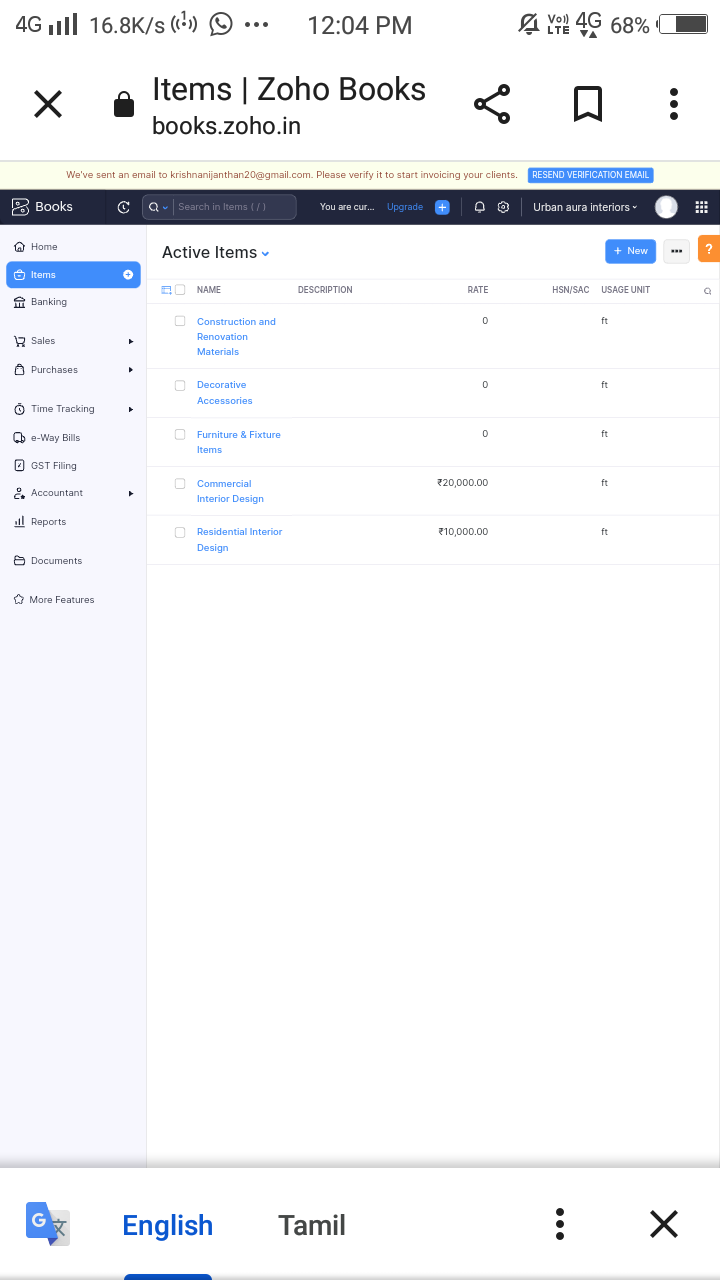 4G 16.8K/s 1 12:04 PM Vo)) LTE 4G 68%
Items | Zoho Books
books.zoho.in
We've sent an email to krishnanijanthan20@gmail.com. Please verify it to start invoicing your clients. RESEND VERIFICATION EMAIL
Books Search in Items ( / ) You are cur... Upgrade Urban aura interiors
Home
Items
Banking
Sales
Purchases
Time Tracking
e-Way Bills
GST Filing
Accountant
Reports
Documents
More Features
Active Items + New ?
NAME DESCRIPTION RATE HSN/SAC USAGE UNIT
Construction and 0 ft
Renovation
Materials
Decorative 0 ft
Accessories
Furniture & Fixture 0 ft
Items
Commercial ₹20,000.00 ft
Interior Design
Residential Interior ₹10,000.00 ft
Design
G 文 English Tamil